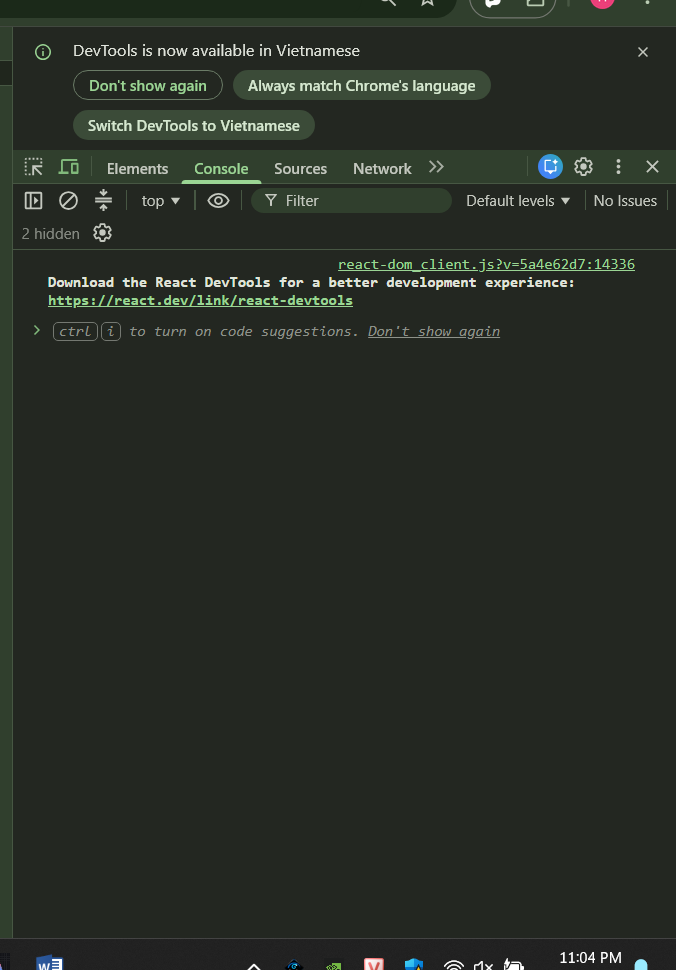 DevTools is now available in Vietnamese
Don't show again
Always match Chrome's language
Switch DevTools to Vietnamese
Elements
Console
Sources
Network
top
Filter
Default levels
No Issues
2 hidden
react-dom_client.js?v=5a4e62d7:14336
Download the React DevTools for a better development experience:
https://react.dev/link/react-devtools
ctrl i to turn on code suggestions. Don't show again
11:04 PM